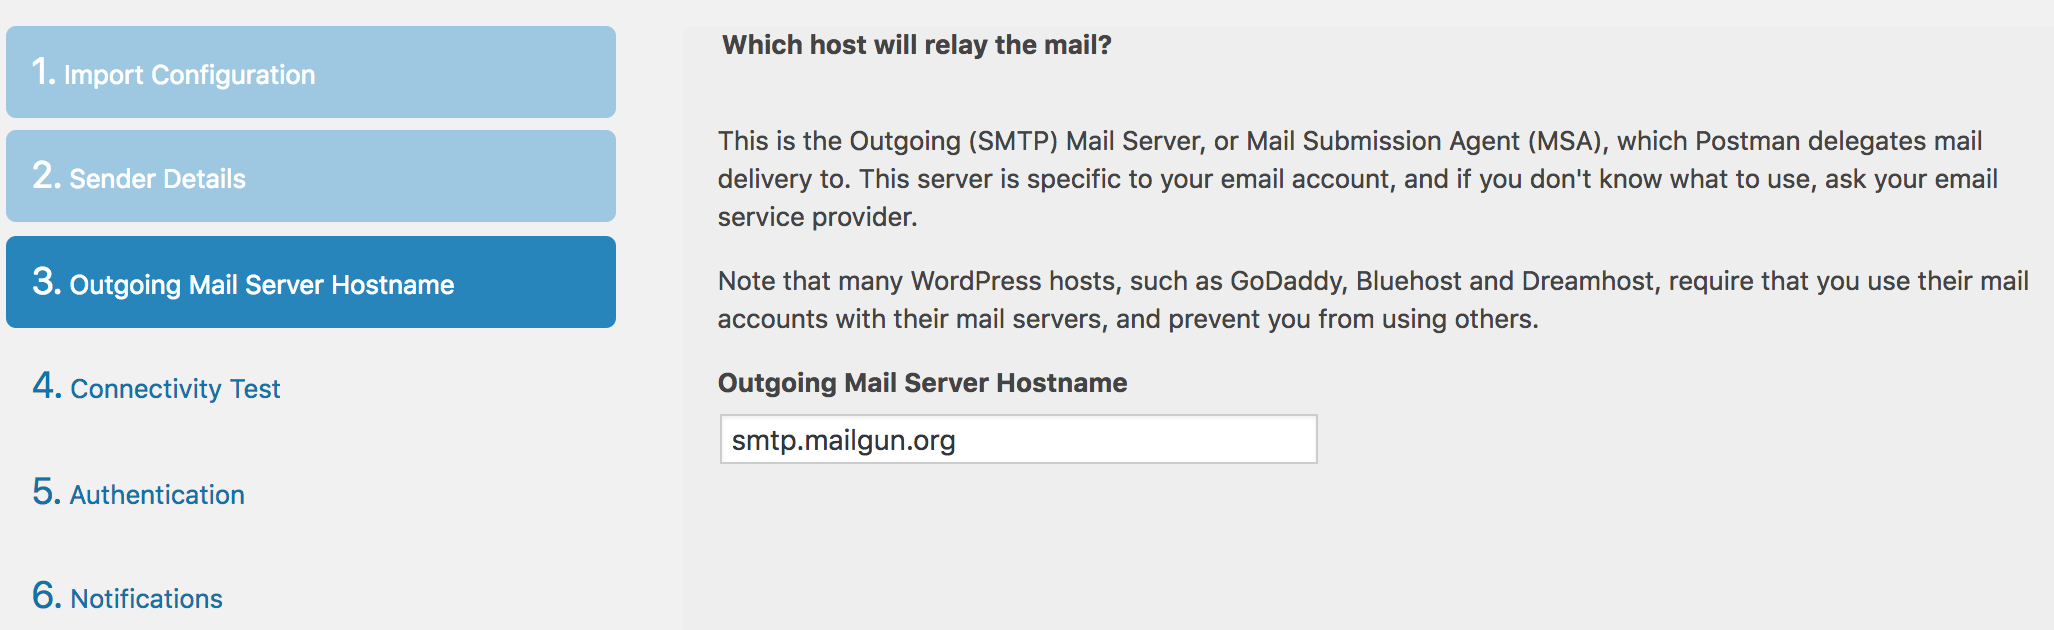 1. Import Configuration
2. Sender Details
3. Outgoing Mail Server Hostname
4. Connectivity Test
5. Authentication
6. Notifications
Which host will relay the mail?
This is the Outgoing (SMTP) Mail Server, or Mail Submission Agent (MSA), which Postman delegates mail
delivery to. This server is specific to your email account, and if you don't know what to use, ask your email
service provider.
Note that many WordPress hosts, such as GoDaddy, Bluehost and Dreamhost, require that you use their mail
accounts with their mail servers, and prevent you from using others.
Outgoing Mail Server Hostname
smtp.mailgun.org